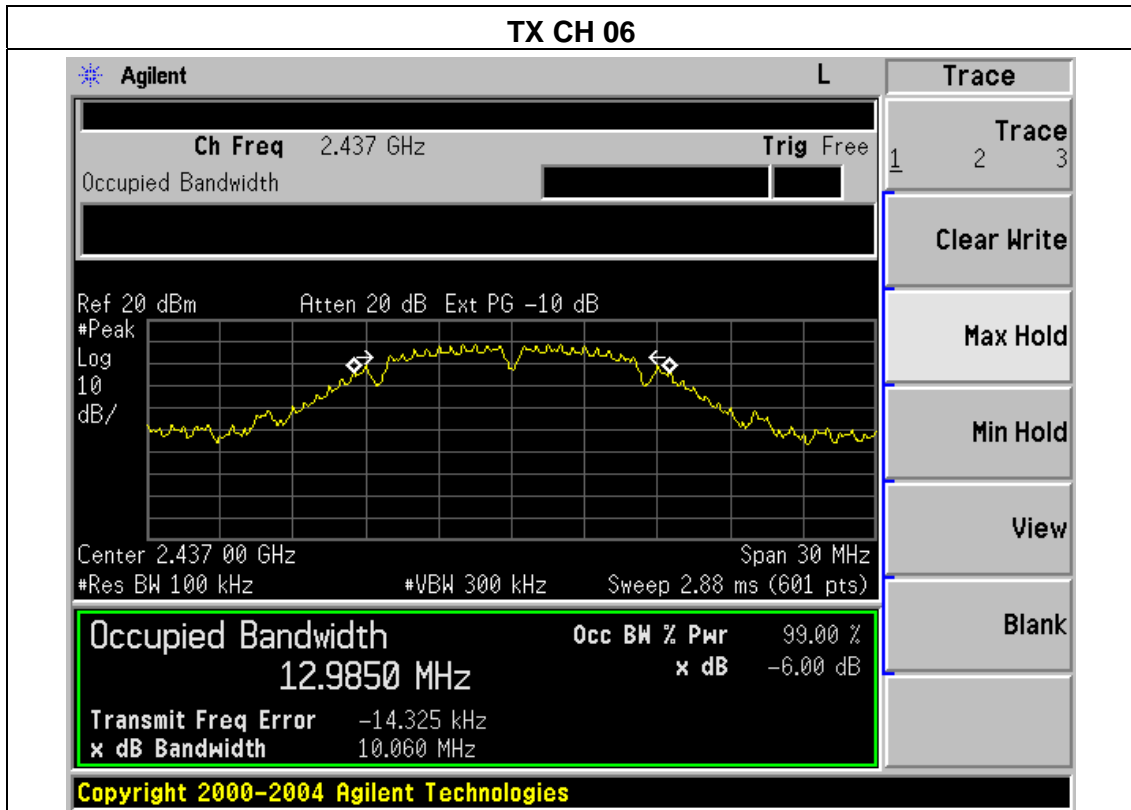 TX CH 06
Agilent L Trace
Ch Freq 2.437 GHz Trig Free
Occupied Bandwidth
Trace
1 2 3
Clear Write
Max Hold
Min Hold
View
Blank
Ref 20 dBm Atten 20 dB Ext PG -10 dB
#Peak
Log
10
dB/
Center 2.437 00 GHz Span 30 MHz
#Res BW 100 kHz #VBW 300 kHz Sweep 2.88 ms (601 pts)
Occupied Bandwidth Occ BW % Pwr 99.00 %
12.9850 MHz x dB -6.00 dB
Transmit Freq Error -14.325 kHz
x dB Bandwidth 10.060 MHz
Copyright 2000-2004 Agilent Technologies